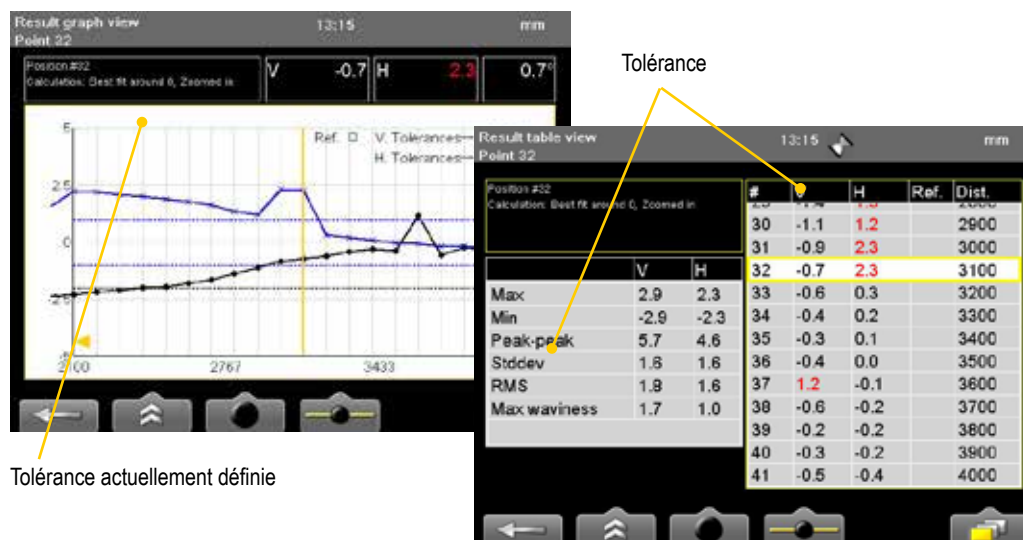 Result graph view 13:15 mm
Point 32
Position #32
Calculation: Best fit around 0, Zoomed in
V -0.7 H 2.3 0.7°
5
Ref. V. Tolerances
H. Tolerances
2.5
.0
-2.5
-5
2100 2767 3433
Tolérance actuellement définie
Tolérance
Result table view 13:15 mm
Point 32
Position #32
Calculation: Best fit around 0, Zoomed in
V H
Max 2.9 2.3
Min -2.9 -2.3
Peak-peak 5.7 4.6
Stddev 1.6 1.6
RMS 1.8 1.6
Max waviness 1.7 1.0
# V H Ref. Dist.
30 -1.1 1.2 2900
31 -0.9 2.3 3000
32 -0.7 2.3 3100
33 -0.6 0.3 3200
34 -0.4 0.2 3300
35 -0.3 0.1 3400
36 -0.4 0.0 3500
37 1.2 -0.1 3600
38 -0.6 -0.2 3700
39 -0.2 -0.2 3800
40 -0.3 -0.2 3900
41 -0.5 -0.4 4000